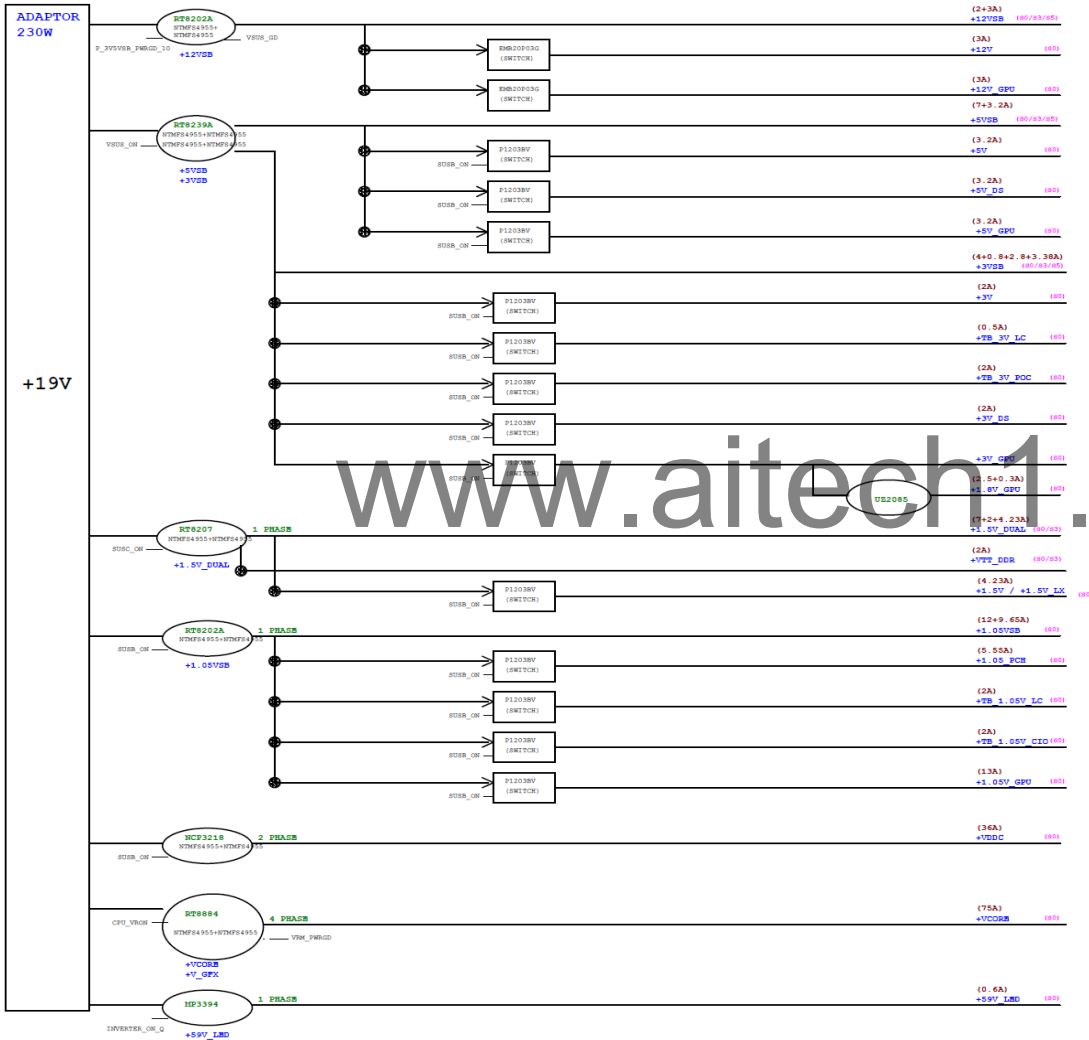 ADAPTOR
230W
+19V
RT8202A
NTMFS4955+
NTMFS4955
P_3V5VSB_PWRGD_10
VSUS_GD
+12VSB
(2+3A)
+12VSB (S0/S3/S5)
EMB20P03G
(SWITCH)
(3A)
+12V (S0)
EMB20P03G
(SWITCH)
(3A)
+12V_GPU (S0)
RT8239A
NTMFS4955+NTMFS4955
NTMFS4955+NTMFS4955
VSUS_ON
+5VSB
+3VSB
(7+3.2A)
+5VSB (S0/S3/S5)
P1203BV
(SWITCH)
SUSB_ON
(3.2A)
+5V (S0)
P1203BV
(SWITCH)
SUSB_ON
(3.2A)
+5V_DS (S0)
P1203BV
(SWITCH)
SUSB_ON
(3.2A)
+5V_GPU (S0)
(4+0.8+2.8+3.38A)
+3VSB (S0/S3/S5)
P1203BV
(SWITCH)
SUSB_ON
(2A)
+3V (S0)
P1203BV
(SWITCH)
SUSB_ON
(0.5A)
+TB_3V_LC (S0)
P1203BV
(SWITCH)
SUSB_ON
(2A)
+TB_3V_POC (S0)
P1203BV
(SWITCH)
SUSB_ON
(2A)
+3V_DS (S0)
P1203BV
(SWITCH)
SUSB_ON
+3V_GPU (S0)
www.aitech1.
UZ2085
(2.5+0.3A)
+1.8V_GPU (S0)
RT8207
NTMFS4955+NTMFS4955
1 PHASE
SUSC_ON
+1.5V_DUAL
(7+2+4.23A)
+1.5V_DUAL (S0/S3)
(2A)
+VTT_DDR (S0/S3)
P1203BV
(SWITCH)
SUSB_ON
(4.23A)
+1.5V / +1.5V_LX (S0
RT8202A
NTMFS4955+NTMFS4955
1 PHASE
SUSB_ON
+1.05VSB
(12+9.65A)
+1.05VSB (S0)
P1203BV
(SWITCH)
SUSB_ON
(5.55A)
+1.05_PCH (S0)
P1203BV
(SWITCH)
SUSB_ON
(2A)
+TB_1.05V_LC (S0)
P1203BV
(SWITCH)
SUSB_ON
(2A)
+TB_1.05V_CIO (S0)
P1203BV
(SWITCH)
SUSB_ON
(13A)
+1.05V_GPU (S0)
NCP3218
NTMFS4955+NTMFS4955
2 PHASE
SUSB_ON
(36A)
+VDDC (S0)
RT8884
NTMFS4955+NTMFS4955
4 PHASE
CPU_VRON
VRM_PWRGD
+VCORE
+V_GFX
(75A)
+VCORE (S0)
MP3394
1 PHASE
INVERTER_ON_Q
+59V_LED
(0.6A)
+59V_LED (S0)